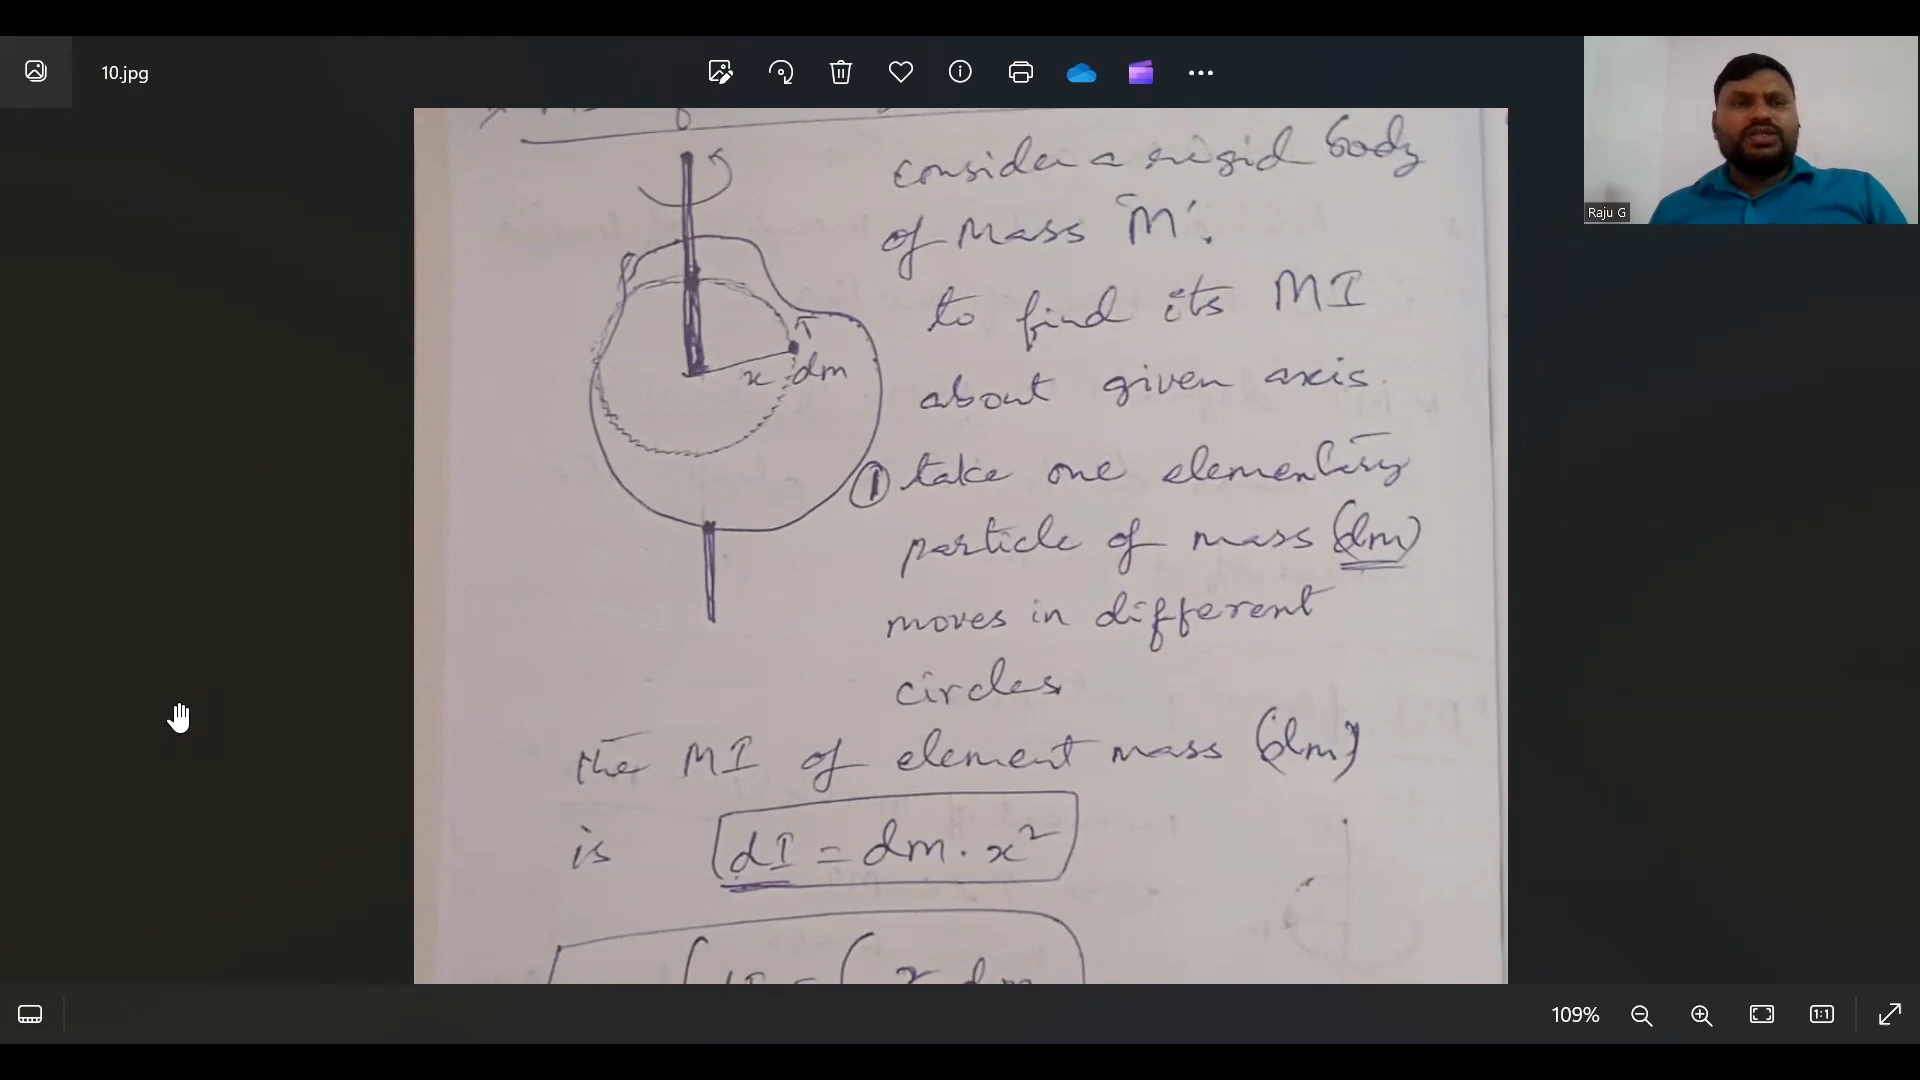 10.jpg
Raju G
consider a rigid body
of Mass "M'.
to find its MI
about given axis.
x dm
① take one elementary
particle of mass (dm)
moves in different
circles
the MI of element mass (dm)
is dI = dm . x²
109%
1:1